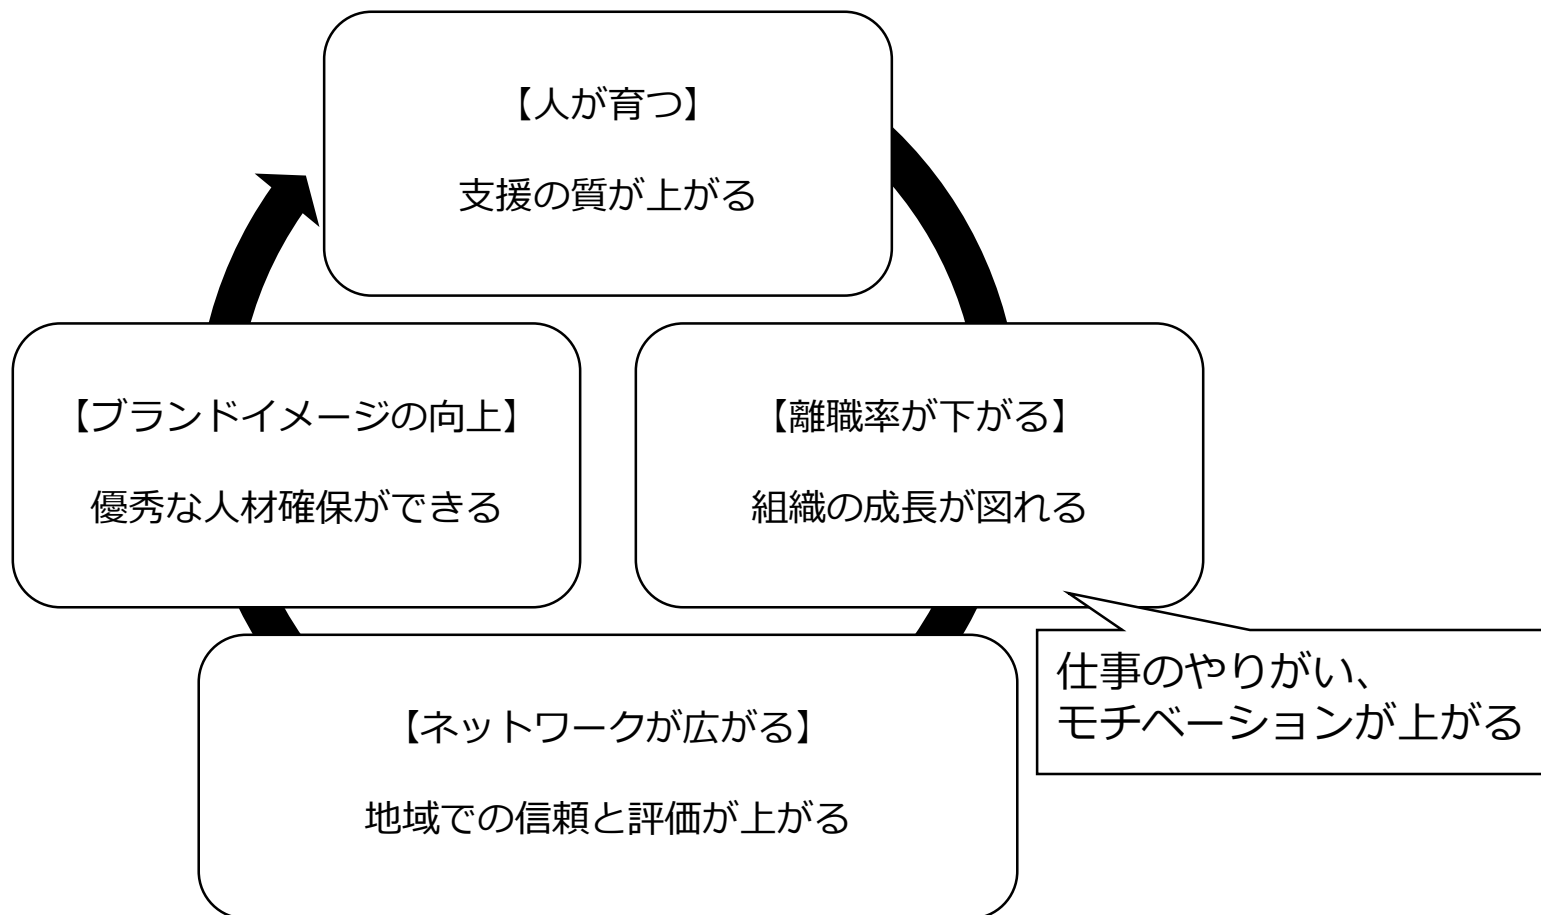 【人が育つ】
支援の質が上がる
【ブランドイメージの向上】
優秀な人材確保ができる
【離職率が下がる】
組織の成長が図れる
仕事のやりがい、
モチベーションが上がる
【ネットワークが広がる】
地域での信頼と評価が上がる